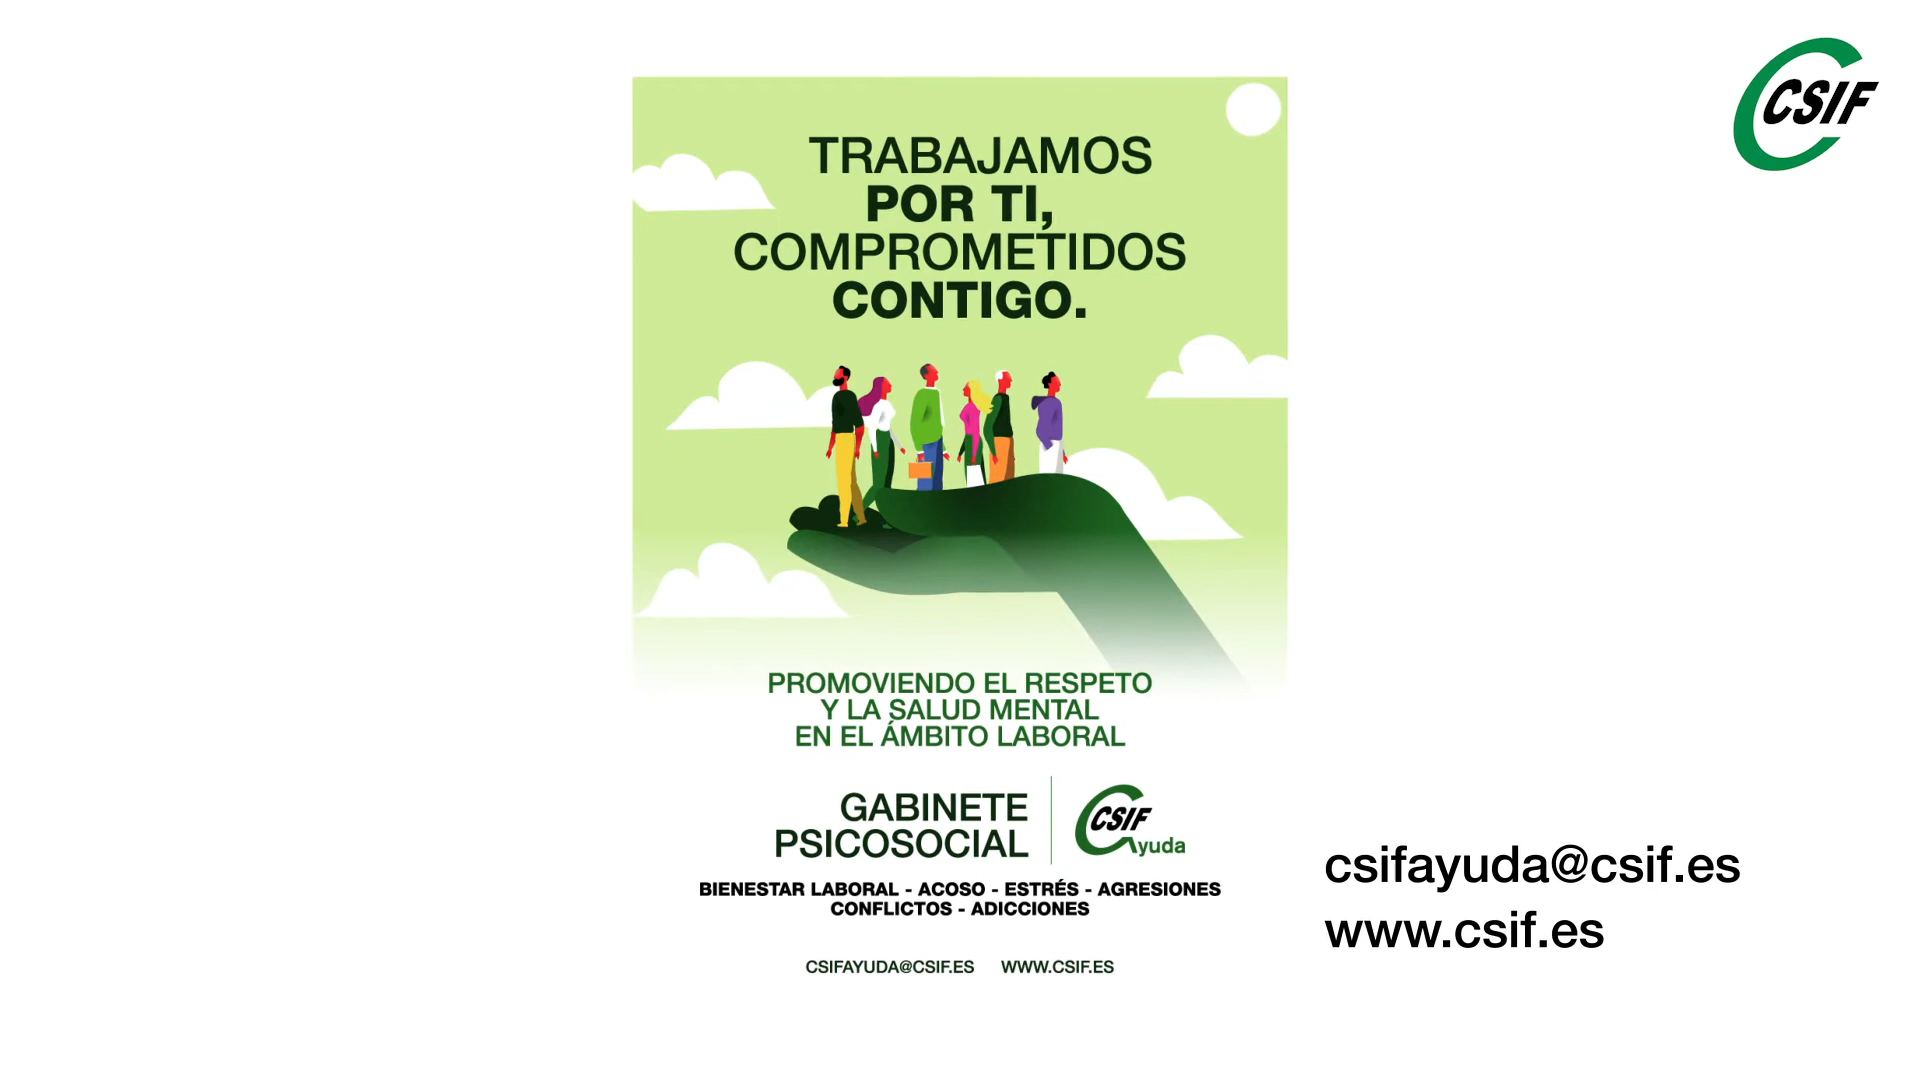 CSIF
TRABAJAMOS
POR TI,
COMPROMETIDOS
CONTIGO.
PROMOVIENDO EL RESPETO
Y LA SALUD MENTAL
EN EL ÁMBITO LABORAL
GABINETE
PSICOSOCIAL
CSIF
Ayuda
BIENESTAR LABORAL - ACOSO - ESTRÉS - AGRESIONES
CONFLICTOS - ADICCIONES
CSIFAYUDA@CSIF.ES WWW.CSIF.ES
csifayuda@csif.es
www.csif.es